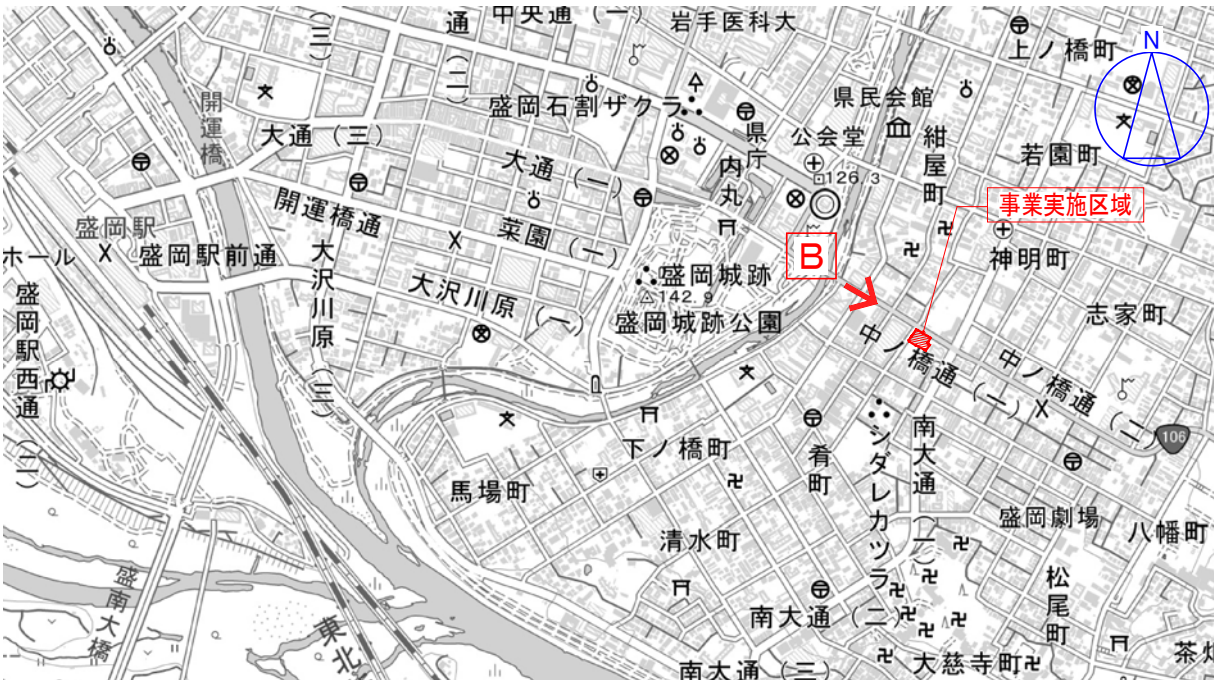 中央通(一)
岩手医科大
上ノ橋町
N
(三)
通(二)
開運橋
盛岡石割ザクラ
県民会館
大通(三)
県庁
公会堂
紺屋町
若園町
大通(一)
内丸
126.3
事業実施区域
開運橋通
菜園(一)
盛岡駅
ホール
盛岡駅前通
大沢川原(三)
B
神明町
盛岡城跡
142.9
大沢川原(一)
盛岡城跡公園
志家町
盛岡駅西通(二)
中ノ橋通(一)
中ノ橋通(二)
106
下ノ橋町
肴町
シダレカツラ
南大通(一)
馬場町
盛岡劇場
八幡町
清水町
盛南大橋
松尾町
南大通(二)
東北
茶畑
大慈寺町
南大通(三)